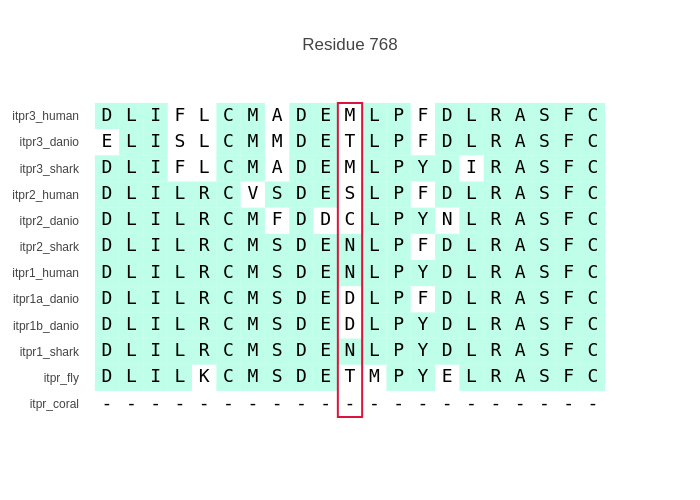 Residue 768
itpr3_human D L I F L C M A D E M L P F D L R A S F C
itpr3_danio E L I S L C M M D E T L P F D L R A S F C
itpr3_shark D L I F L C M A D E M L P Y D I R A S F C
itpr2_human D L I L R C V S D E S L P F D L R A S F C
itpr2_danio D L I L R C M F D D C L P Y N L R A S F C
itpr2_shark D L I L R C M S D E N L P F D L R A S F C
itpr1_human D L I L R C M S D E N L P Y D L R A S F C
itpr1a_danio D L I L R C M S D E D L P F D L R A S F C
itpr1b_danio D L I L R C M S D E D L P Y D L R A S F C
itpr1_shark D L I L R C M S D E N L P Y D L R A S F C
itpr_fly D L I L K C M S D E T M P Y E L R A S F C
itpr_coral - - - - - - - - - - - - - - - - - - - - -